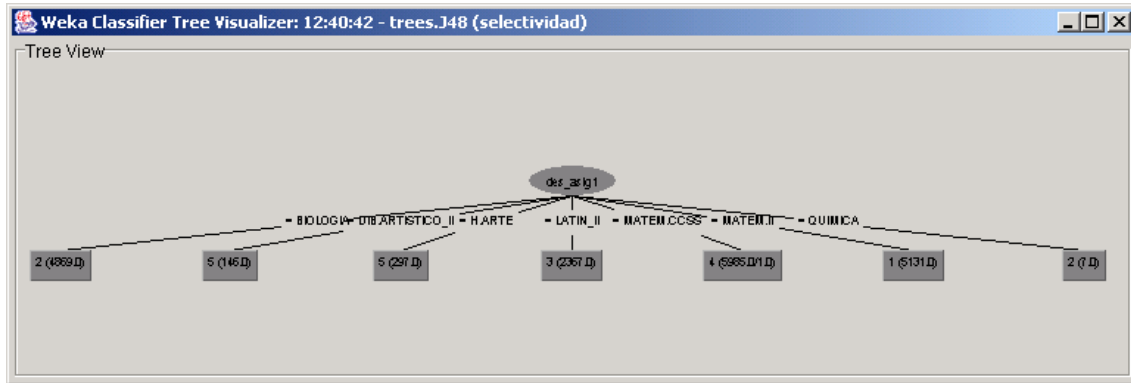 Weka Classifier Tree Visualizer: 12:40:42 - trees.J48 (selectividad)
Tree View
des_asig1
= BIOLOGIA = DIB.ARTISTICO_II = H.ARTE = LATIN_II = MATEM.CCSS = MATEM.II = QUIMICA
2 (4869.0) 5 (146.0) 5 (297.0) 3 (2367.0) 4 (5985.0/1.0) 1 (5131.0) 2 (7.0)